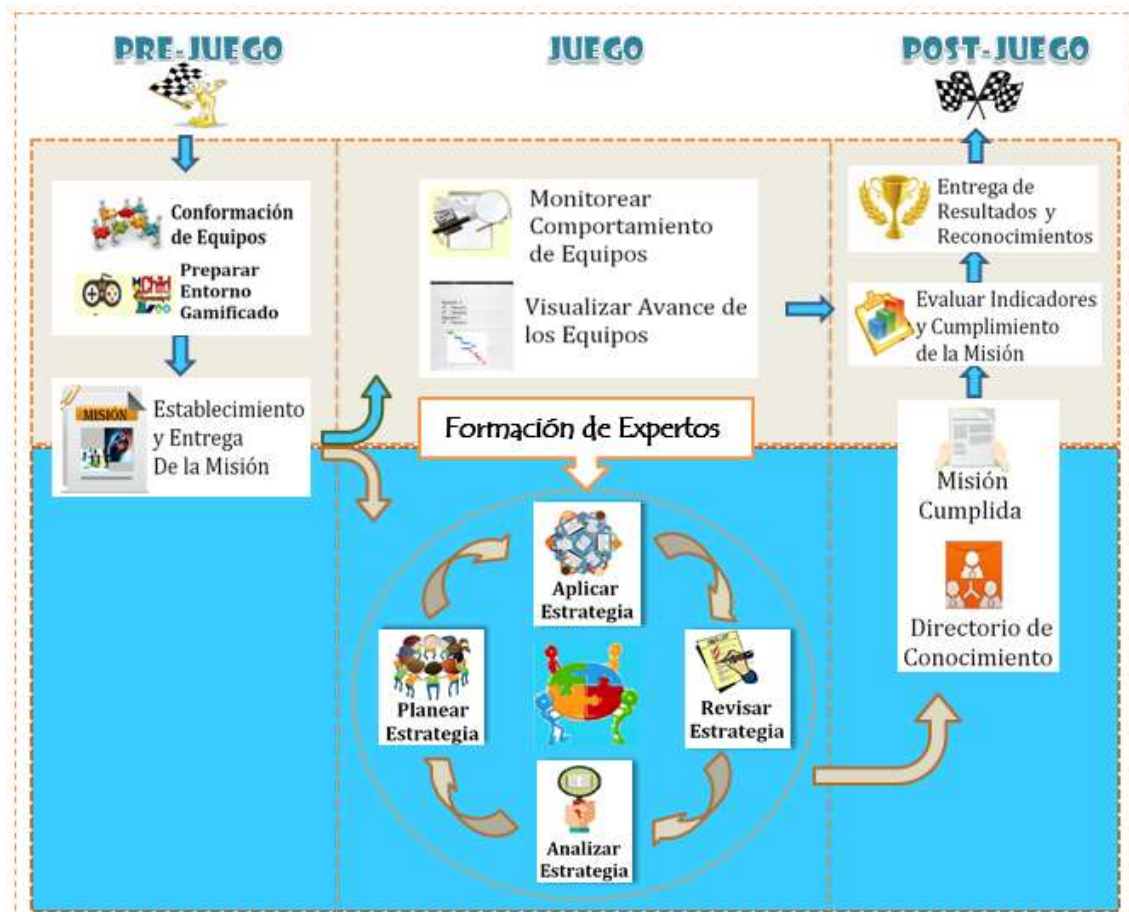 PRE-JUEGO
JUEGO
POST-JUEGO
Conformación
de Equipos
Preparar
Entorno
Gamificado
MISIÓN
Establecimiento
y Entrega
De la Misión
Monitorear
Comportamiento
de Equipos
Visualizar Avance de
los Equipos
Formación de Expertos
Aplicar
Estrategia
Revisar
Estrategia
Analizar
Estrategia
Planear
Estrategia
Entrega de
Resultados y
Reconocimientos
Evaluar Indicadores
y Cumplimiento
de la Misión
Misión
Cumplida
Directorio de
Conocimiento